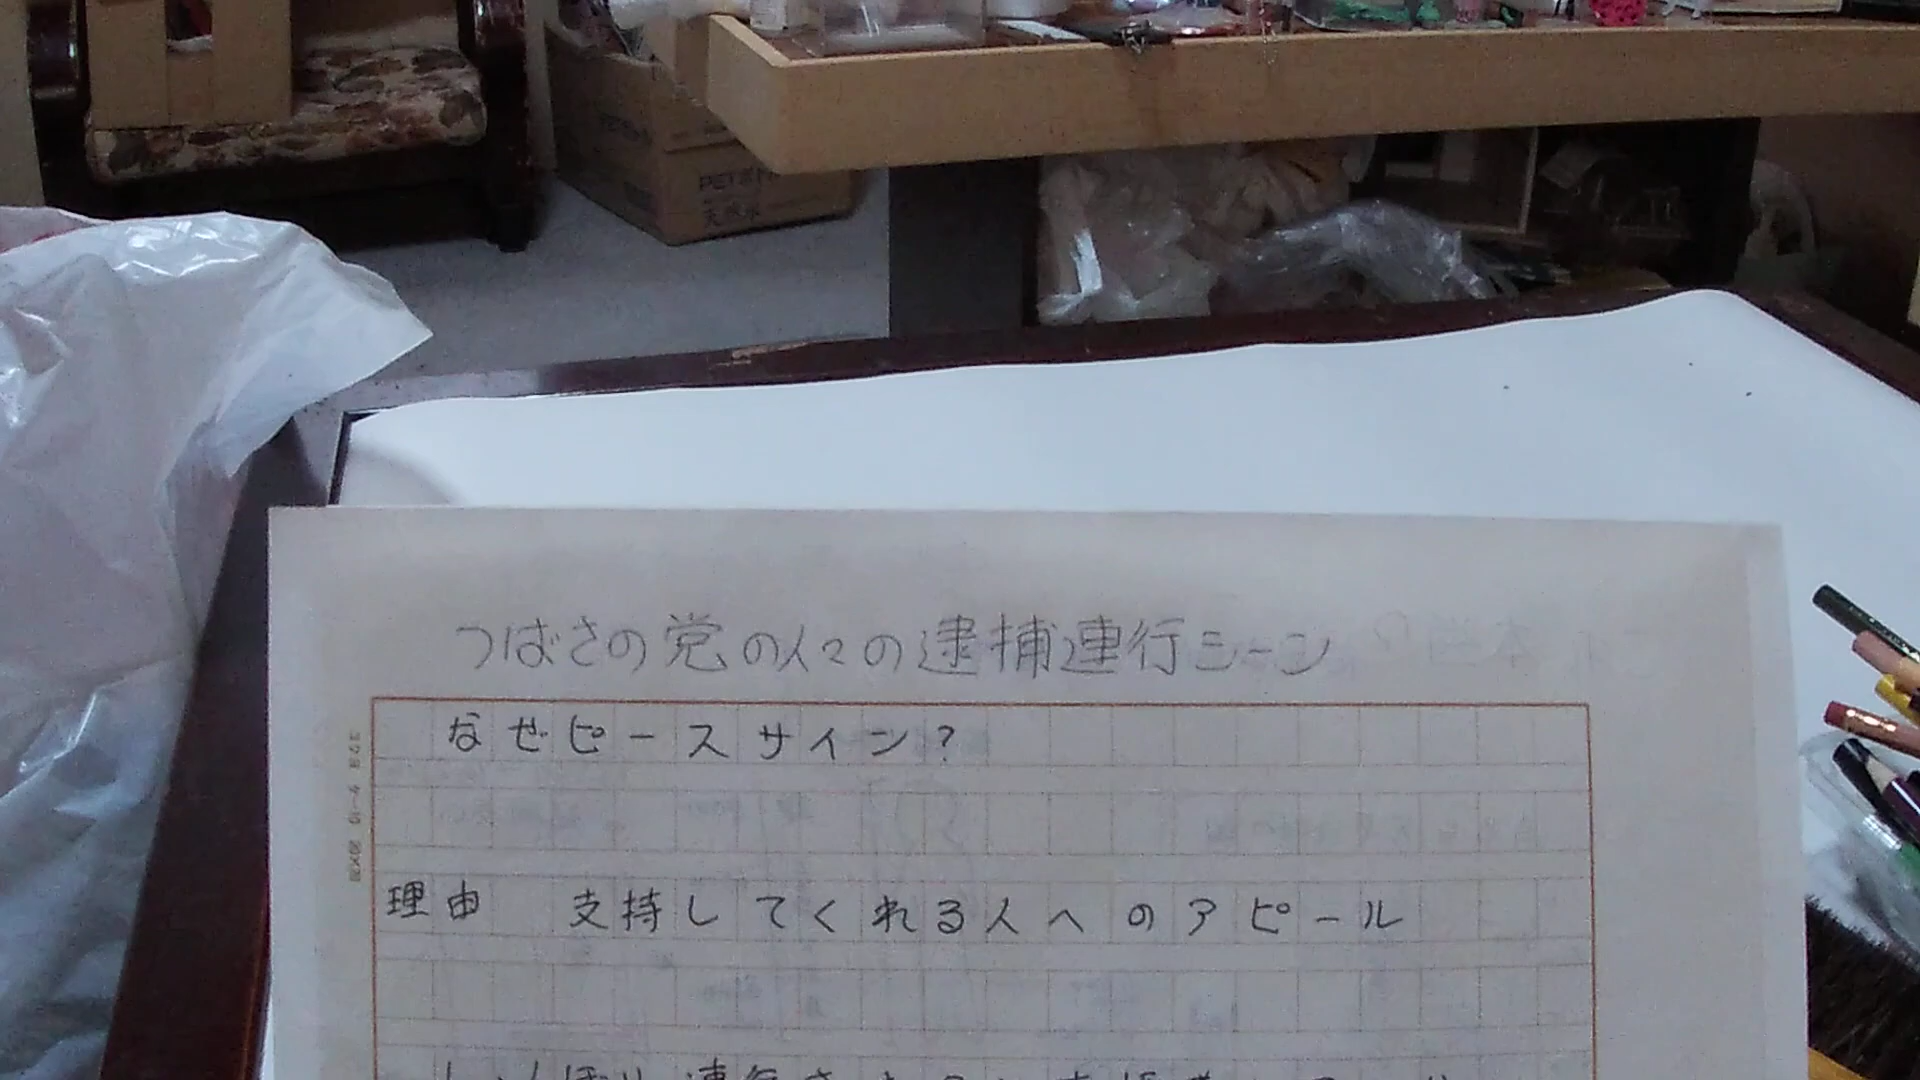 つばさの党の人々の逮捕連行シーン
なぜピースサイン?
理由 支持してくれる人へのアピール